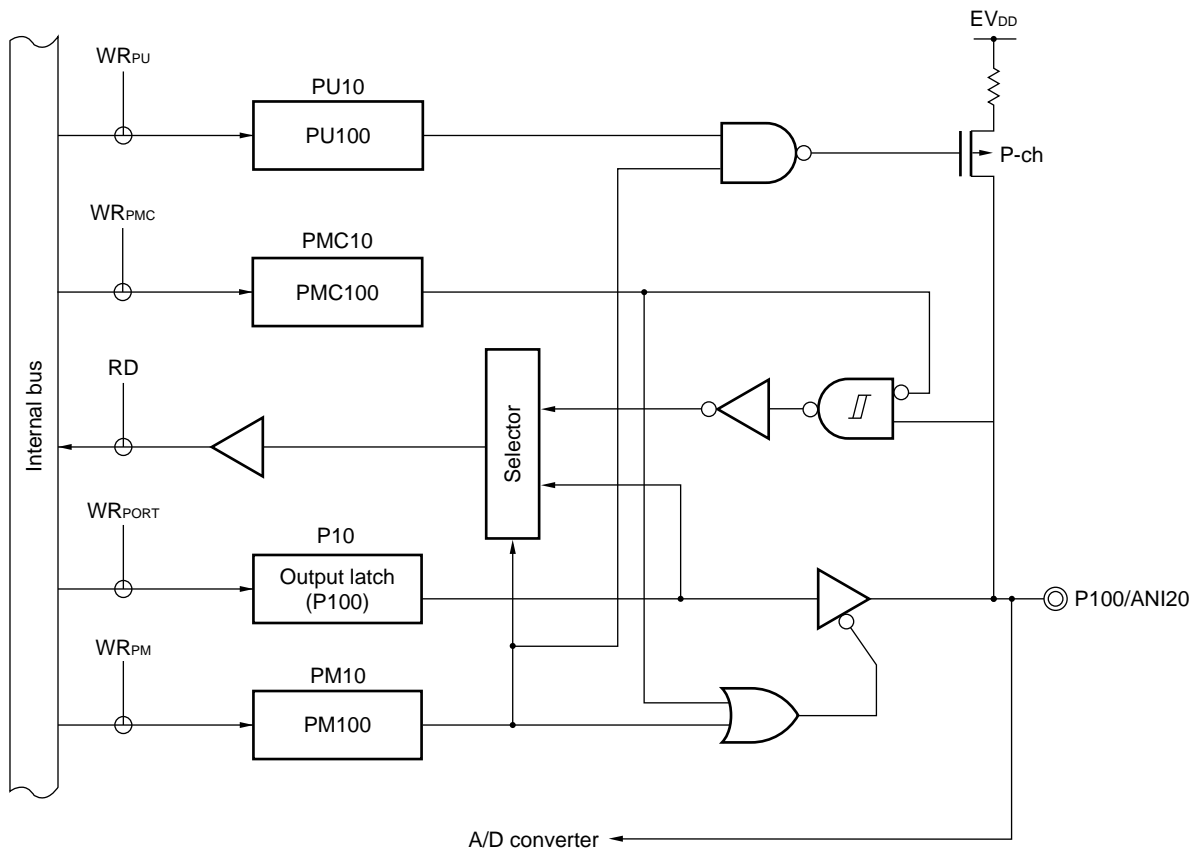 EVDD
WRPU
PU10
PU100
P-ch
WRPMC
PMC10
PMC100
RD
Internal bus
Selector
WRPORT
P10
Output latch
(P100)
P100/ANI20
WRPM
PM10
PM100
A/D converter